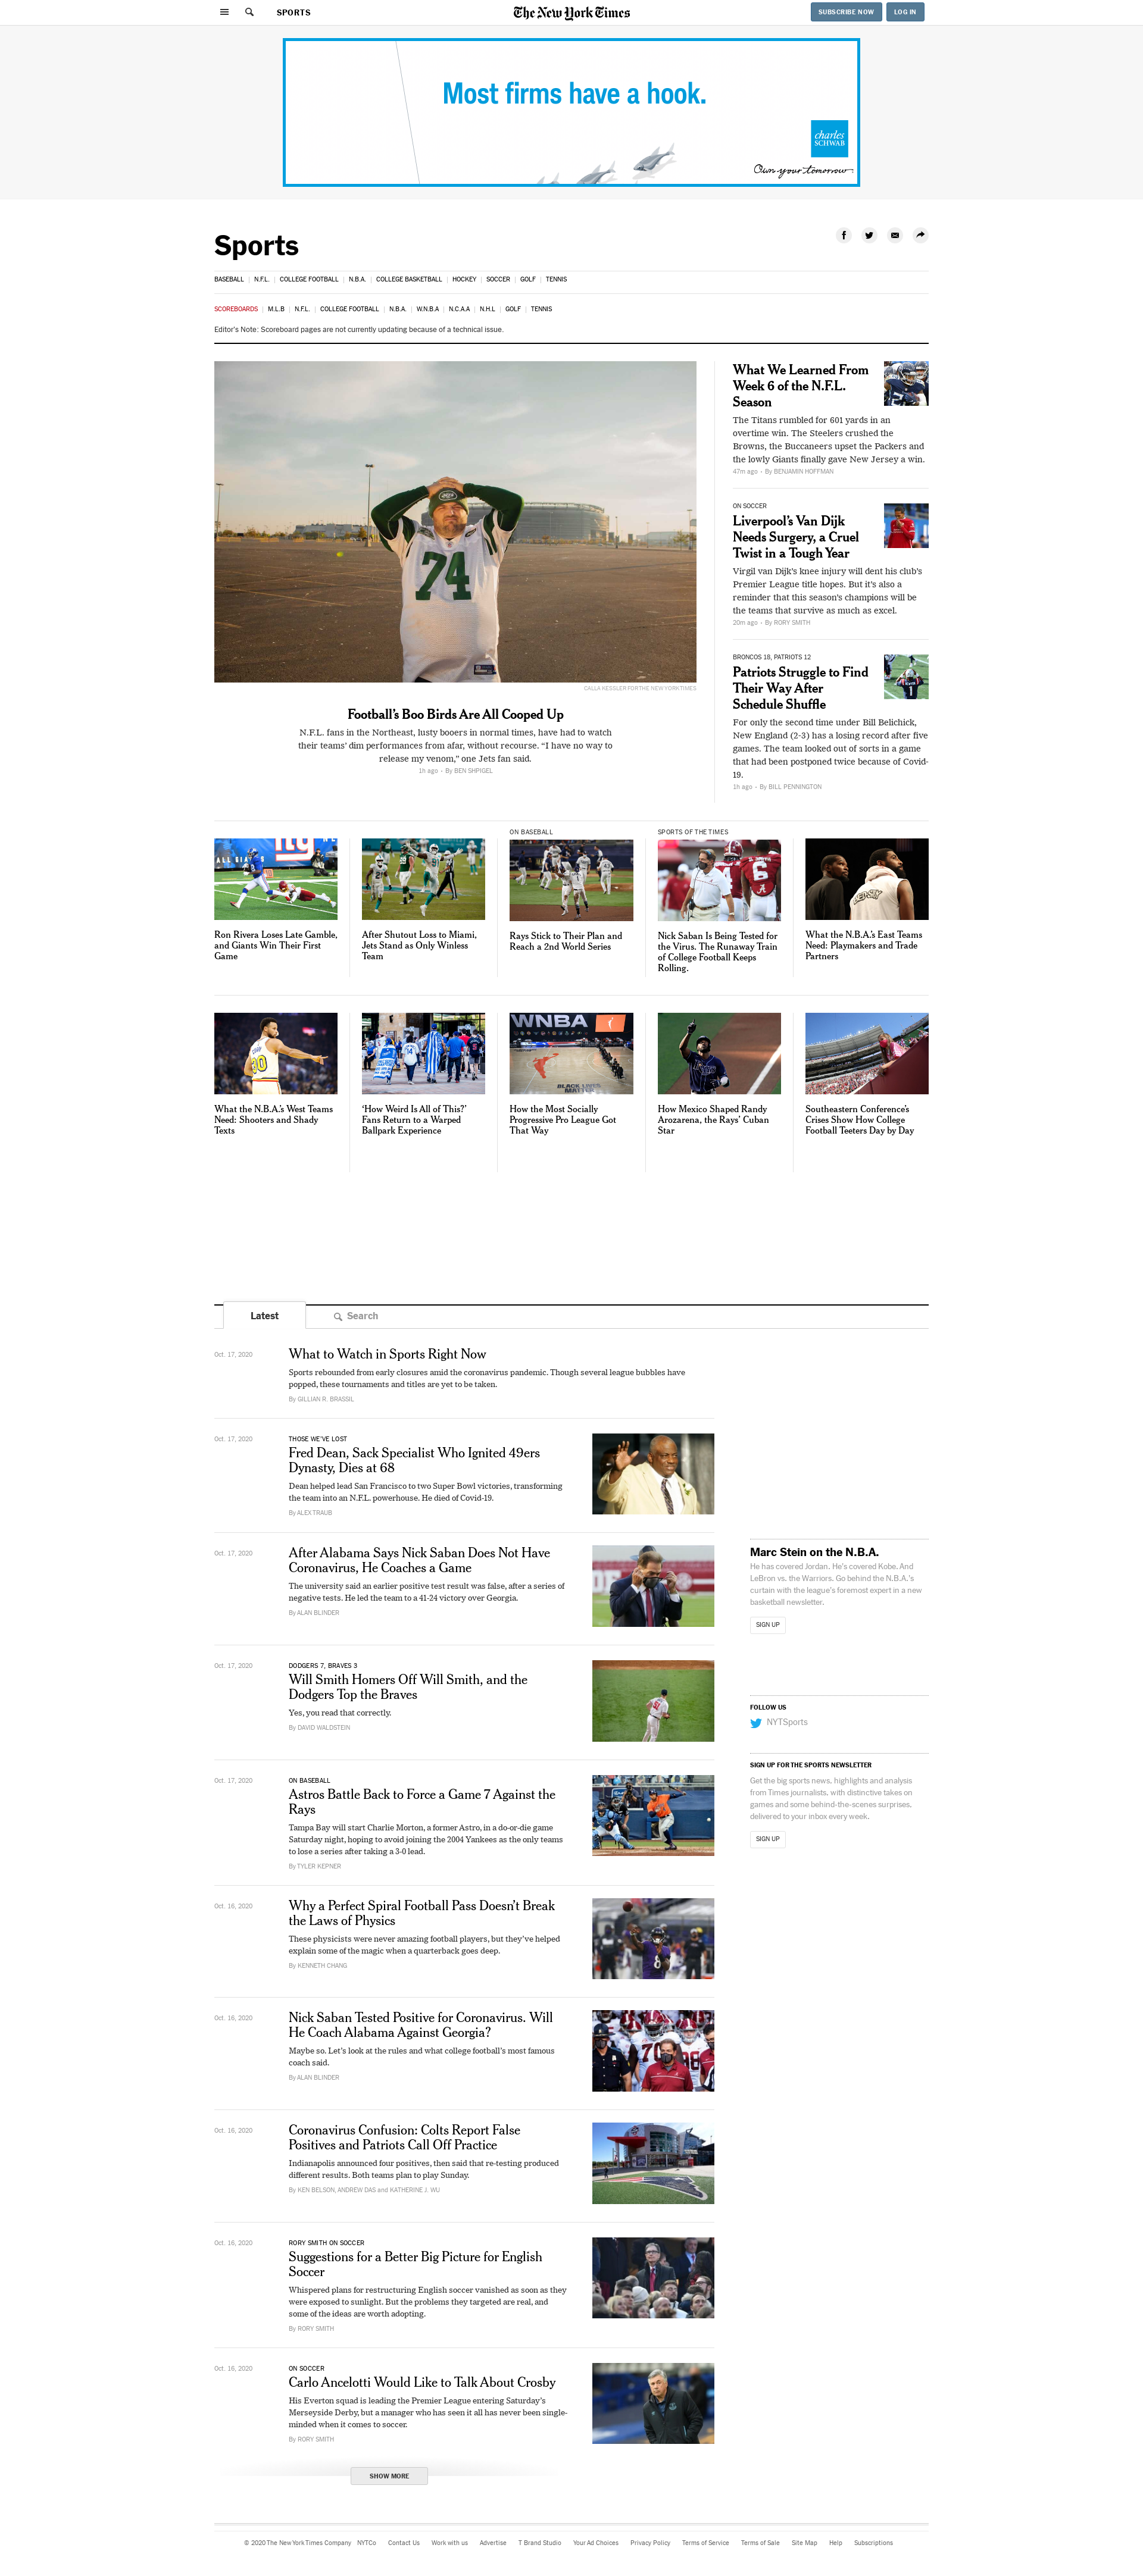 SPORTS
The New York Times
SUBSCRIBE NOW
LOG IN
Most firms have a hook.
charles
SCHWAB
Own your tomorrow
Sports
BASEBALL | N.F.L. | COLLEGE FOOTBALL | N.B.A. | COLLEGE BASKETBALL | HOCKEY | SOCCER | GOLF | TENNIS
SCOREBOARDS | M.L.B | N.F.L. | COLLEGE FOOTBALL | N.B.A. | W.N.B.A | N.C.A.A | N.H.L | GOLF | TENNIS
Editor's Note: Scoreboard pages are not currently updating because of a technical issue.
74
CALLA KESSLER FOR THE NEW YORK TIMES
Football's Boo Birds Are All Cooped Up
N.F.L. fans in the Northeast, lusty booers in normal times, have had to watch
their teams' dim performances from afar, without recourse. "I have no way to
release my venom," one Jets fan said.
1h ago - By BEN SHPIGEL
What We Learned From
Week 6 of the N.F.L.
Season
The Titans rumbled for 601 yards in an
overtime win. The Steelers crushed the
Browns, the Buccaneers upset the Packers and
the lowly Giants finally gave New Jersey a win.
47m ago - By BENJAMIN HOFFMAN
ON SOCCER
Liverpool's Van Dijk
Needs Surgery, a Cruel
Twist in a Tough Year
Virgil van Dijk's knee injury will dent his club's
Premier League title hopes. But it's also a
reminder that this season's champions will be
the teams that survive as much as excel.
20m ago - By RORY SMITH
BRONCOS 18, PATRIOTS 12
Patriots Struggle to Find
Their Way After
Schedule Shuffle
For only the second time under Bill Belichick,
New England (2-3) has a losing record after five
games. The team looked out of sorts in a game
that had been postponed twice because of Covid-
19.
1h ago - By BILL PENNINGTON
Ron Rivera Loses Late Gamble,
and Giants Win Their First
Game
After Shutout Loss to Miami,
Jets Stand as Only Winless
Team
ON BASEBALL
Rays Stick to Their Plan and
Reach a 2nd World Series
SPORTS OF THE TIMES
6
Nick Saban Is Being Tested for
the Virus. The Runaway Train
of College Football Keeps
Rolling.
What the N.B.A.'s East Teams
Need: Playmakers and Trade
Partners
30
What the N.B.A.'s West Teams
Need: Shooters and Shady
Texts
'How Weird Is All of This?'
Fans Return to a Warped
Ballpark Experience
WNBA
BLACK LIVES
MATTER
How the Most Socially
Progressive Pro League Got
That Way
How Mexico Shaped Randy
Arozarena, the Rays' Cuban
Star
Southeastern Conference's
Crises Show How College
Football Teeters Day by Day
Latest
Search
Oct. 17, 2020
What to Watch in Sports Right Now
Sports rebounded from early closures amid the coronavirus pandemic. Though several league bubbles have
popped, these tournaments and titles are yet to be taken.
By GILLIAN R. BRASSIL
Oct. 17, 2020
THOSE WE'VE LOST
Fred Dean, Sack Specialist Who Ignited 49ers
Dynasty, Dies at 68
Dean helped lead San Francisco to two Super Bowl victories, transforming
the team into an N.F.L. powerhouse. He died of Covid-19.
By ALEX TRAUB
Oct. 17, 2020
After Alabama Says Nick Saban Does Not Have
Coronavirus, He Coaches a Game
The university said an earlier positive test result was false, after a series of
negative tests. He led the team to a 41-24 victory over Georgia.
By ALAN BLINDER
Oct. 17, 2020
DODGERS 7, BRAVES 3
Will Smith Homers Off Will Smith, and the
Dodgers Top the Braves
Yes, you read that correctly.
By DAVID WALDSTEIN
Oct. 17, 2020
ON BASEBALL
Astros Battle Back to Force a Game 7 Against the
Rays
Tampa Bay will start Charlie Morton, a former Astro, in a do-or-die game
Saturday night, hoping to avoid joining the 2004 Yankees as the only teams
to lose a series after taking a 3-0 lead.
By TYLER KEPNER
Oct. 16, 2020
Why a Perfect Spiral Football Pass Doesn't Break
the Laws of Physics
These physicists were never amazing football players, but they've helped
explain some of the magic when a quarterback goes deep.
By KENNETH CHANG
8
Oct. 16, 2020
Nick Saban Tested Positive for Coronavirus. Will
He Coach Alabama Against Georgia?
Maybe so. Let's look at the rules and what college football's most famous
coach said.
By ALAN BLINDER
Oct. 16, 2020
Coronavirus Confusion: Colts Report False
Positives and Patriots Call Off Practice
Indianapolis announced four positives, then said that re-testing produced
different results. Both teams plan to play Sunday.
By KEN BELSON, ANDREW DAS and KATHERINE J. WU
Oct. 16, 2020
RORY SMITH ON SOCCER
Suggestions for a Better Big Picture for English
Soccer
Whispered plans for restructuring English soccer vanished as soon as they
were exposed to sunlight. But the problems they targeted are real, and
some of the ideas are worth adopting.
By RORY SMITH
Oct. 16, 2020
ON SOCCER
Carlo Ancelotti Would Like to Talk About Crosby
His Everton squad is leading the Premier League entering Saturday's
Merseyside Derby, but a manager who has seen it all has never been single-
minded when it comes to soccer.
By RORY SMITH
SHOW MORE
Marc Stein on the N.B.A.
He has covered Jordan. He's covered Kobe. And
LeBron vs. the Warriors. Go behind the N.B.A.'s
curtain with the league's foremost expert in a new
basketball newsletter.
SIGN UP
FOLLOW US
NYTSports
SIGN UP FOR THE SPORTS NEWSLETTER
Get the big sports news, highlights and analysis
from Times journalists, with distinctive takes on
games and some behind-the-scenes surprises,
delivered to your inbox every week.
SIGN UP
© 2020 The New York Times Company NYTCo Contact Us Work with us Advertise T Brand Studio Your Ad Choices Privacy Policy Terms of Service Terms of Sale Site Map Help Subscriptions